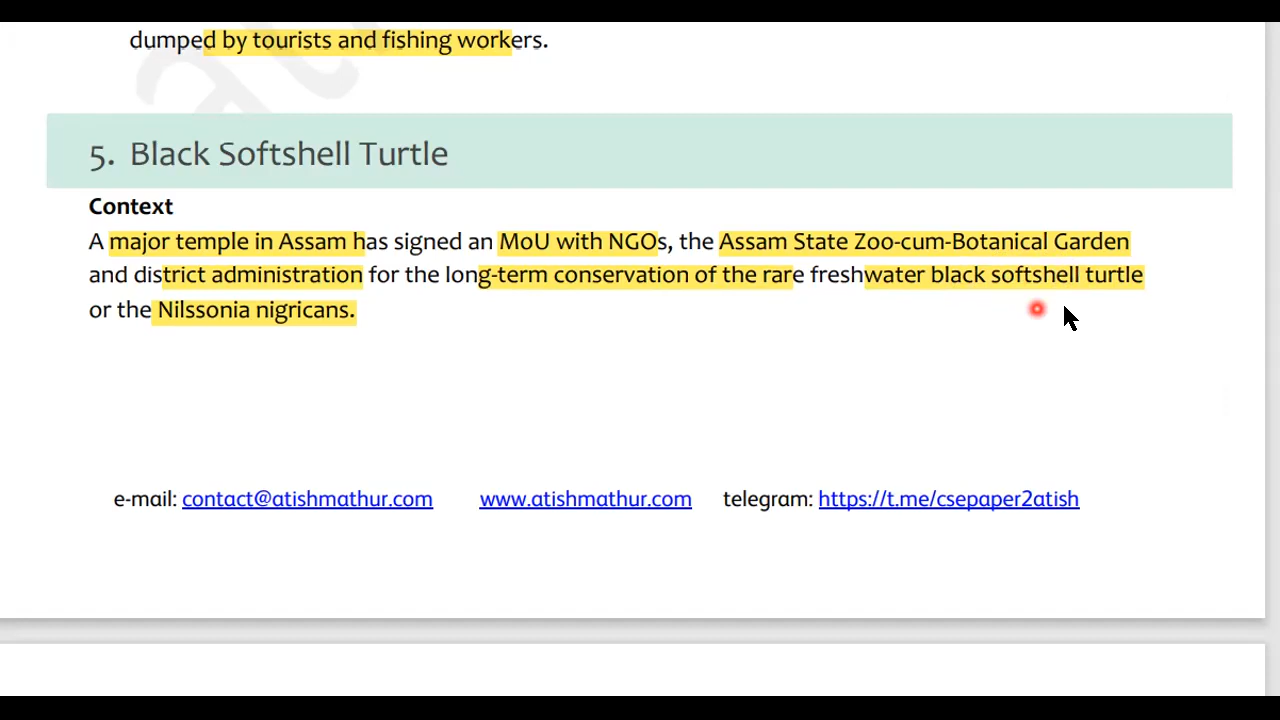 dumped by tourists and fishing workers.
5. Black Softshell Turtle
Context
A major temple in Assam has signed an MoU with NGOs, the Assam State Zoo-cum-Botanical Garden
and district administration for the long-term conservation of the rare freshwater black softshell turtle
or the Nilssonia nigricans.
e-mail: contact@atishmathur.com www.atishmathur.com telegram: https://t.me/csepaper2atish